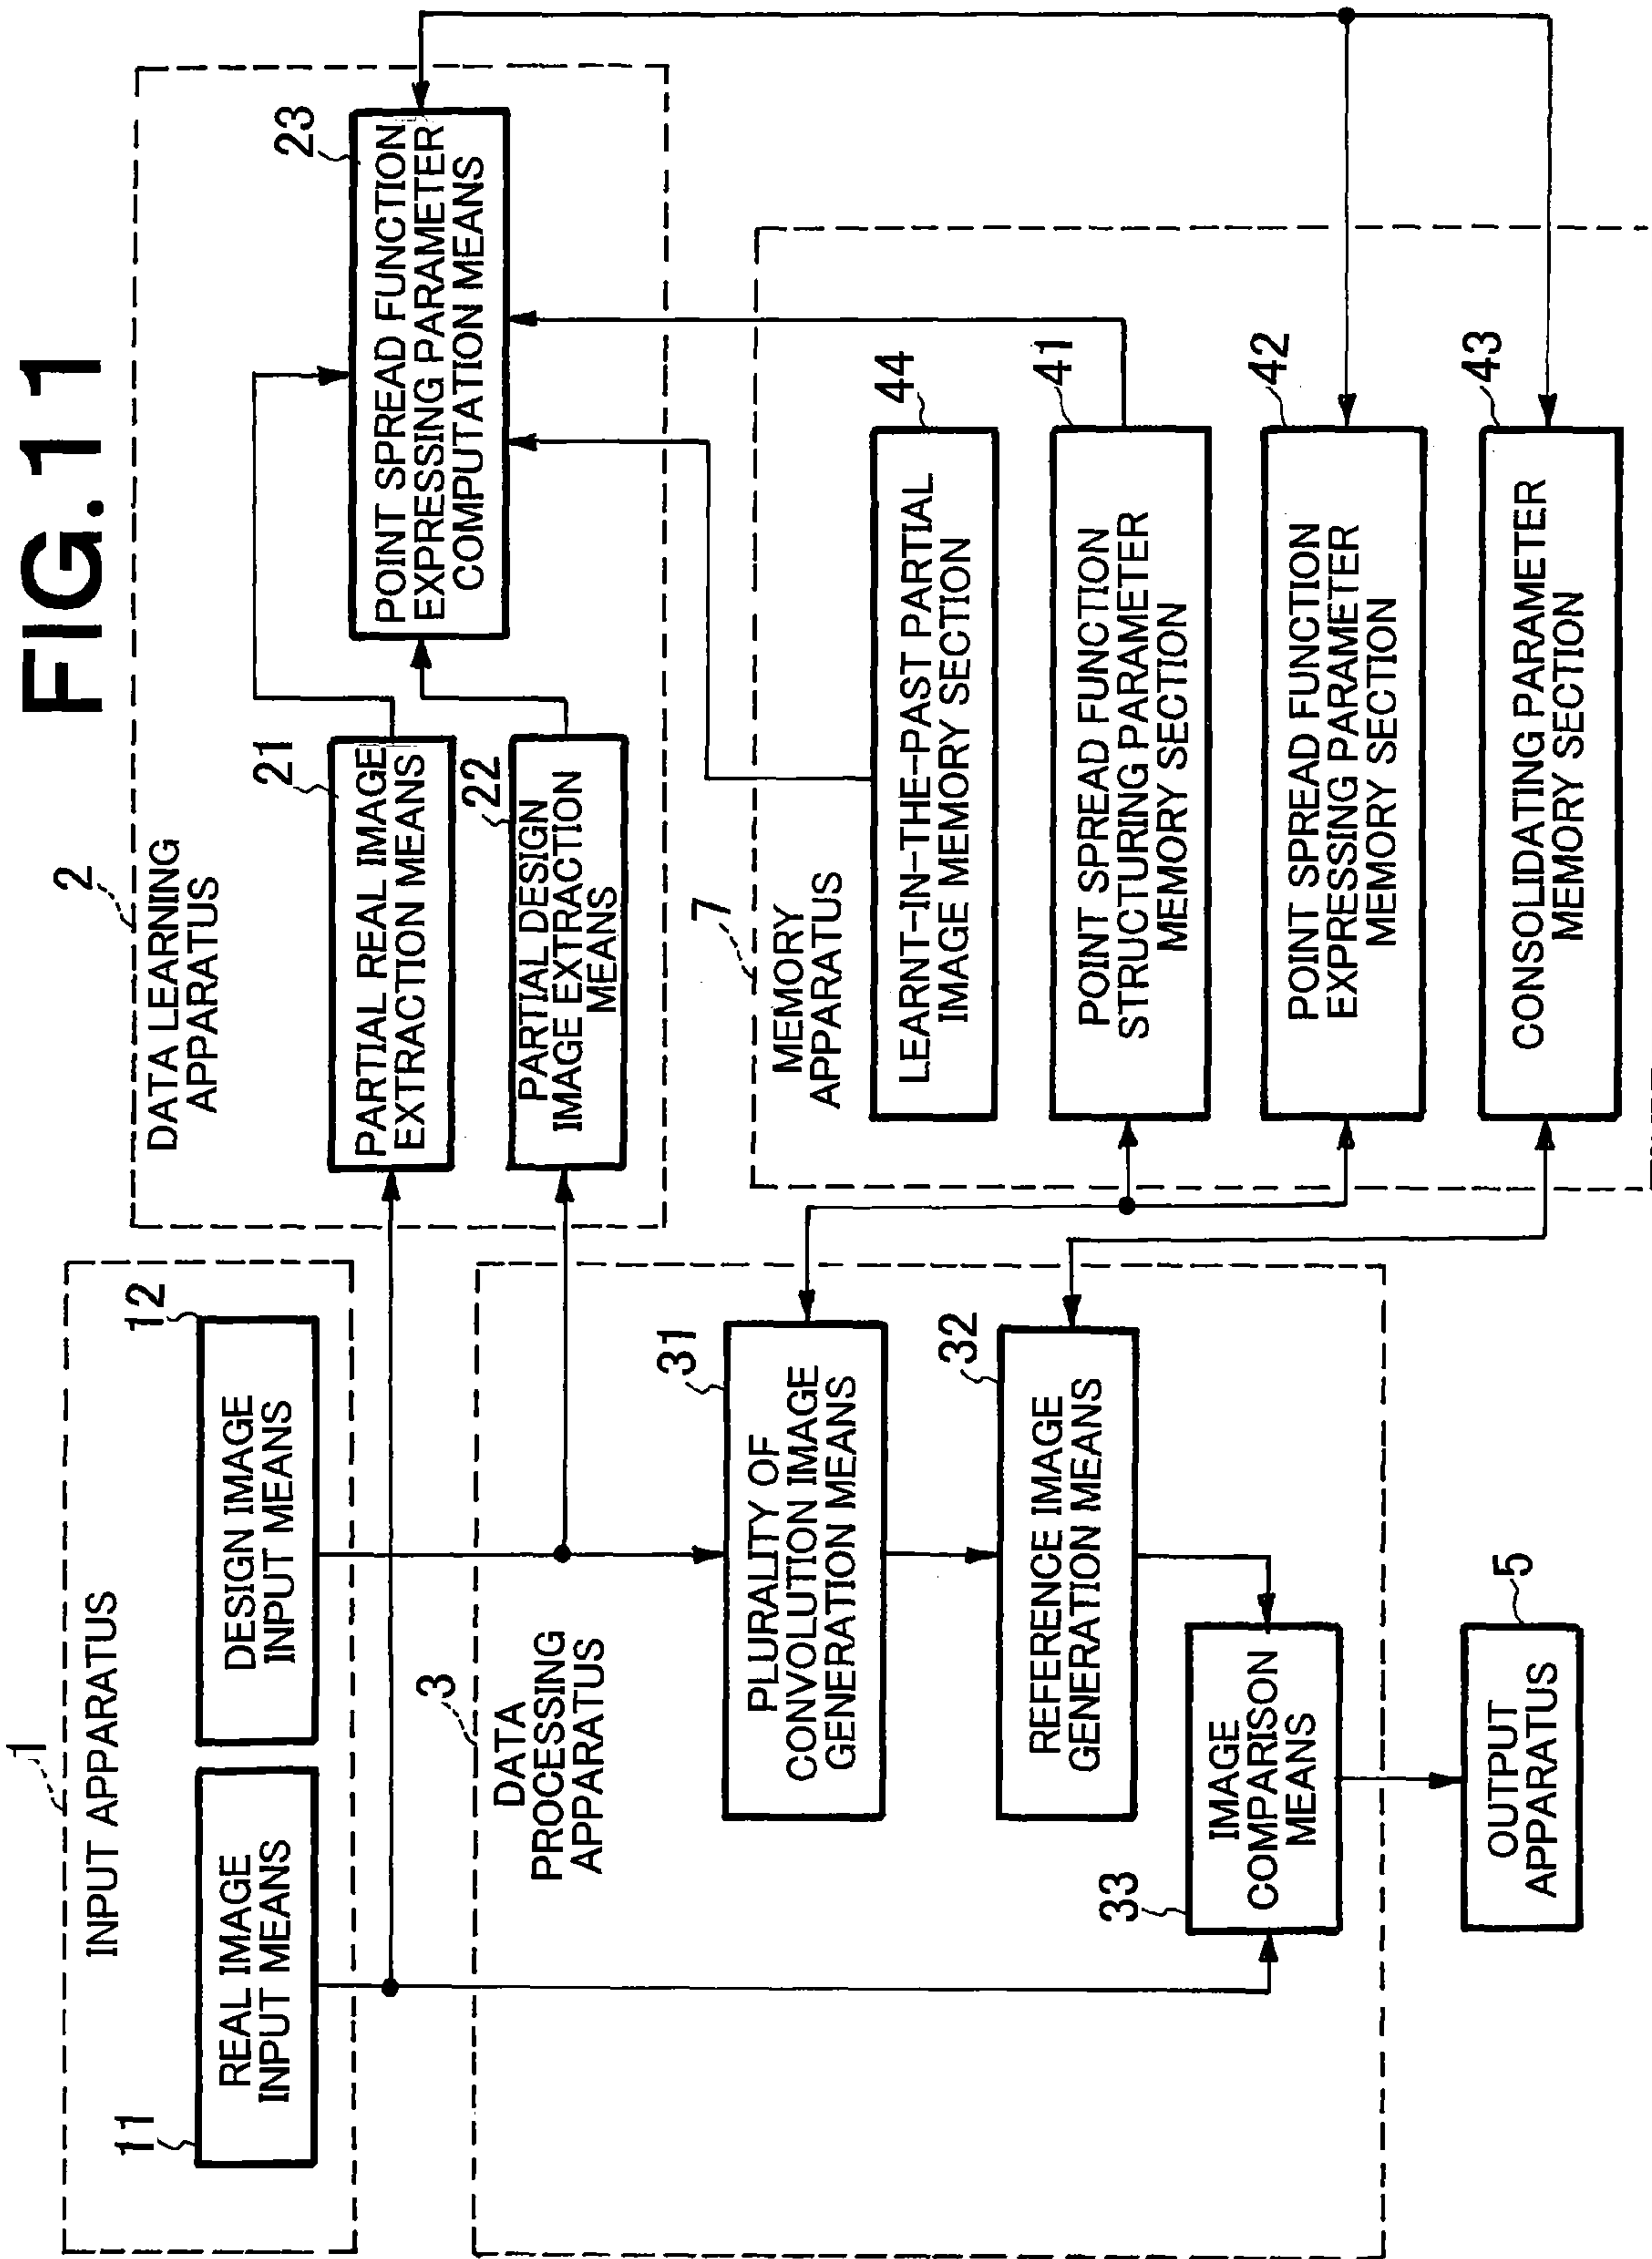 FIG.11
1
INPUT APPARATUS
11
REAL IMAGE
INPUT MEANS
12
DESIGN IMAGE
INPUT MEANS
2
DATA LEARNING
APPARATUS
21
PARTIAL REAL IMAGE
EXTRACTION MEANS
22
PARTIAL DESIGN
IMAGE EXTRACTION
MEANS
23
POINT SPREAD FUNCTION
EXPRESSING PARAMETER
COMPUTATION MEANS
3
DATA
PROCESSING
APPARATUS
31
PLURALITY OF
CONVOLUTION IMAGE
GENERATION MEANS
32
REFERENCE IMAGE
GENERATION MEANS
33
IMAGE
COMPARISON
MEANS
7
MEMORY
APPARATUS
44
LEARNT-IN-THE-PAST PARTIAL
IMAGE MEMORY SECTION
41
POINT SPREAD FUNCTION
STRUCTURING PARAMETER
MEMORY SECTION
42
POINT SPREAD FUNCTION
EXPRESSING PARAMETER
MEMORY SECTION
43
CONSOLIDATING PARAMETER
MEMORY SECTION
5
OUTPUT
APPARATUS